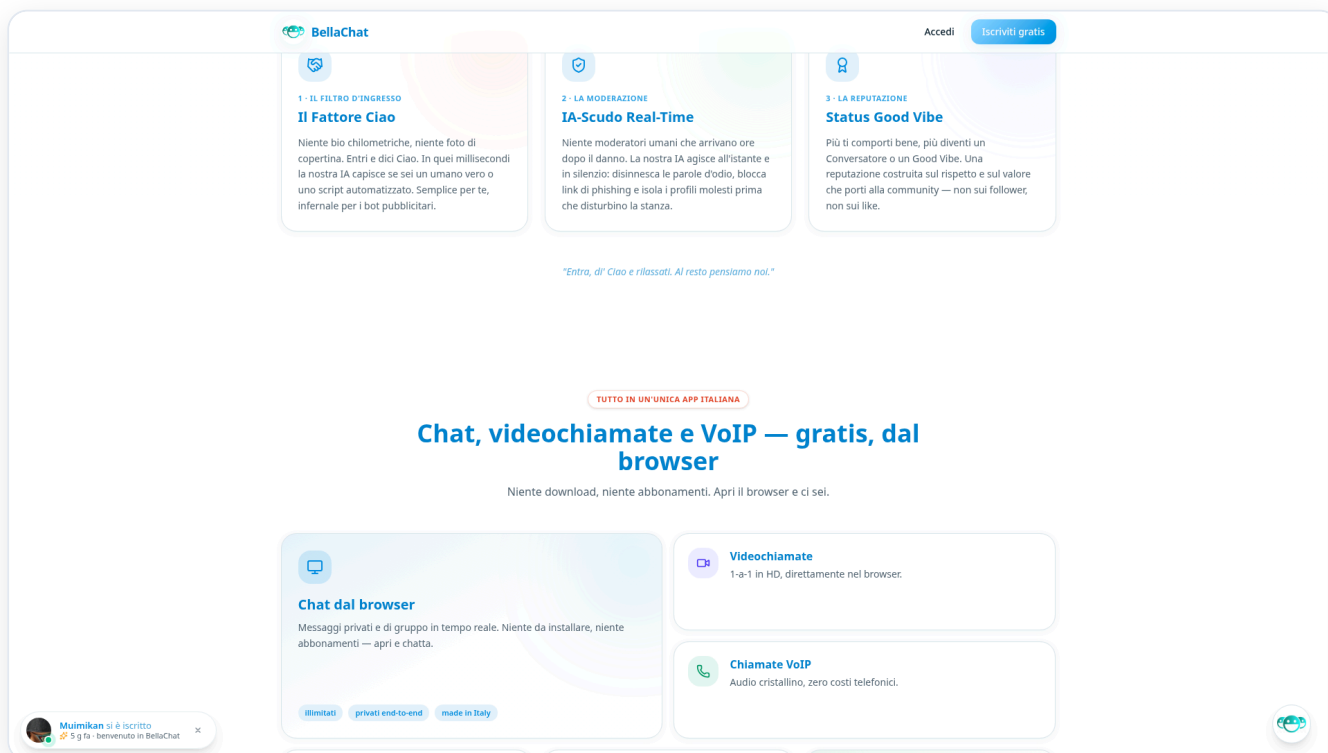 BellaChat
Accedi
Iscriviti gratis
1 · IL FILTRO D'INGRESSO
Il Fattore Ciao
Niente bio chilometriche, niente foto di
copertina. Entri e dici Ciao. In quei millisecondi
la nostra IA capisce se sei un umano vero o
uno script automatizzato. Semplice per te,
infernale per i bot pubblicitari.
2 · LA MODERAZIONE
IA-Scudo Real-Time
Niente moderatori umani che arrivano ore
dopo il danno. La nostra IA agisce all'istante e
in silenzio: disinnesca le parole d'odio, blocca
link di phishing e isola i profili molesti prima
che disturbino la stanza.
3 · LA REPUTAZIONE
Status Good Vibe
Più ti comporti bene, più diventi un
Conversatore o un Good Vibe. Una
reputazione costruita sul rispetto e sul valore
che porti alla community — non sui follower,
non sui like.
"Entra, di' Ciao e rilassati. Al resto pensiamo noi."
TUTTO IN UN'UNICA APP ITALIANA
Chat, videochiamate e VoIP — gratis, dal
browser
Niente download, niente abbonamenti. Apri il browser e ci sei.
Chat dal browser
Messaggi privati e di gruppo in tempo reale. Niente da installare, niente
abbonamenti — apri e chatta.
illimitati
privati end-to-end
made in Italy
Videochiamate
1-a-1 in HD, direttamente nel browser.
Chiamate VoIP
Audio cristallino, zero costi telefonici.
Muimikan si è iscritto
5 g fa · benvenuto in BellaChat
×